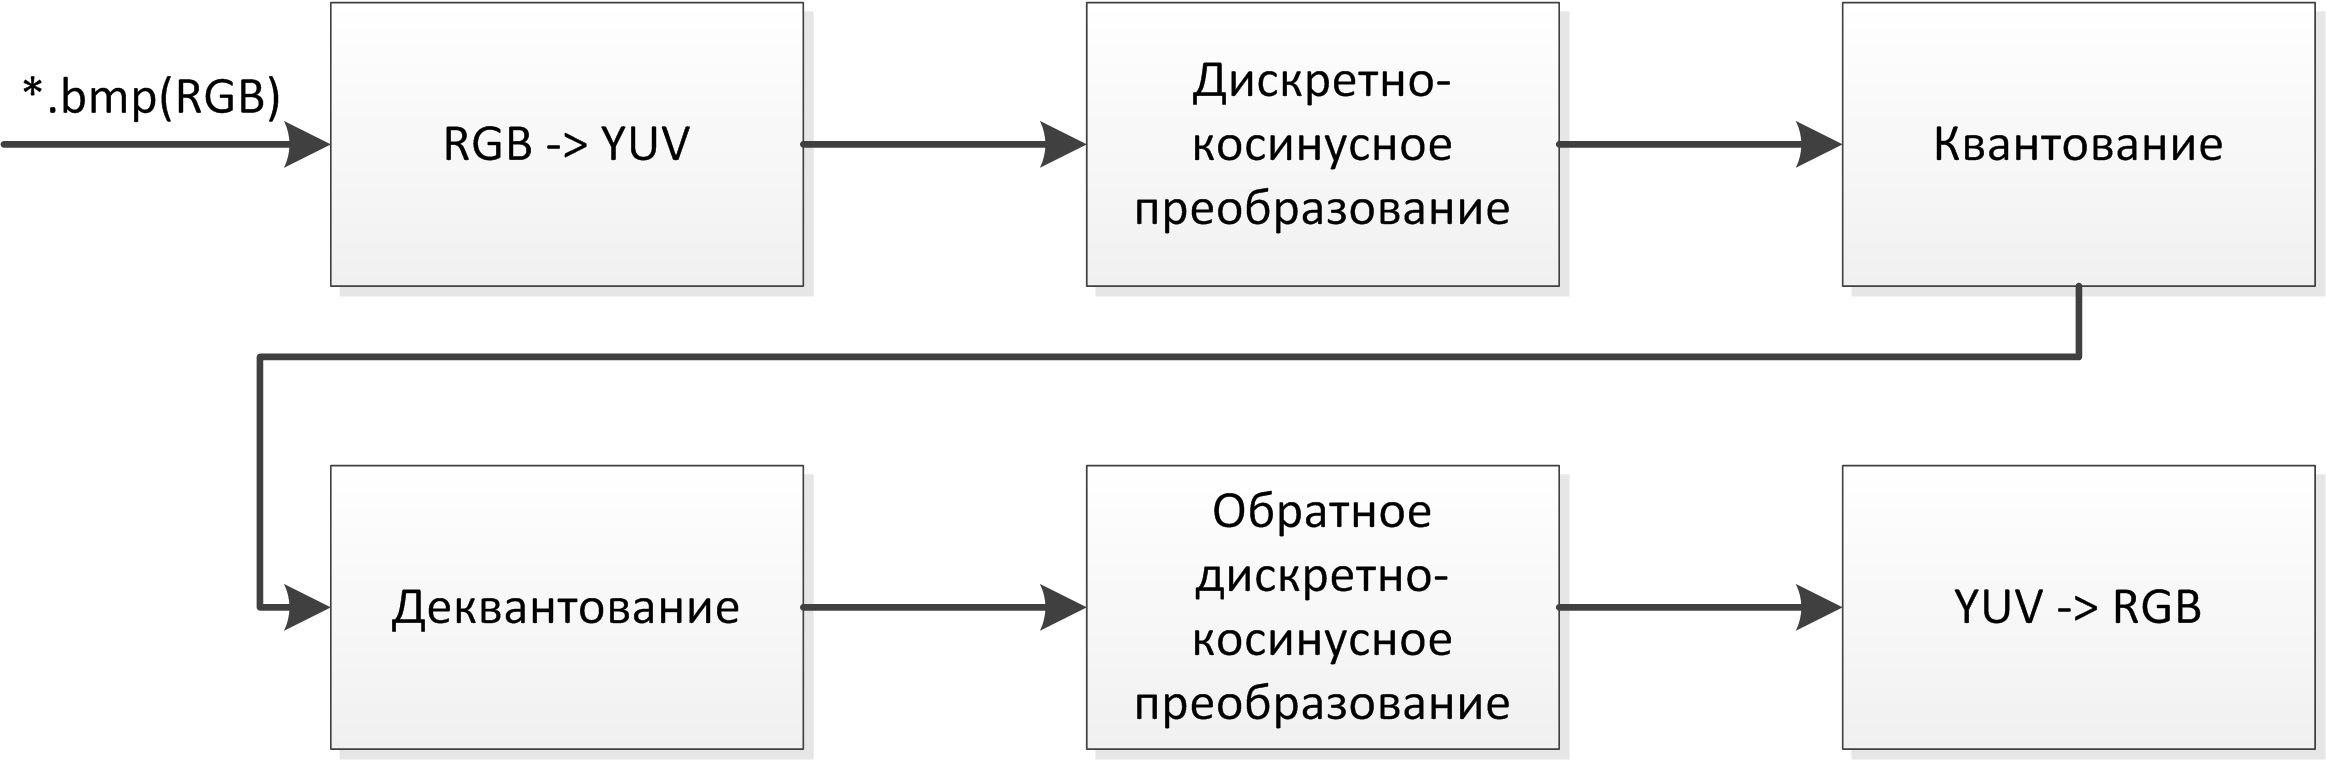 *.bmp(RGB)
RGB -> YUV
Дискретно-
косинусное
преобразование
Квантование
Деквантование
Обратное
дискретно-
косинусное
преобразование
YUV -> RGB